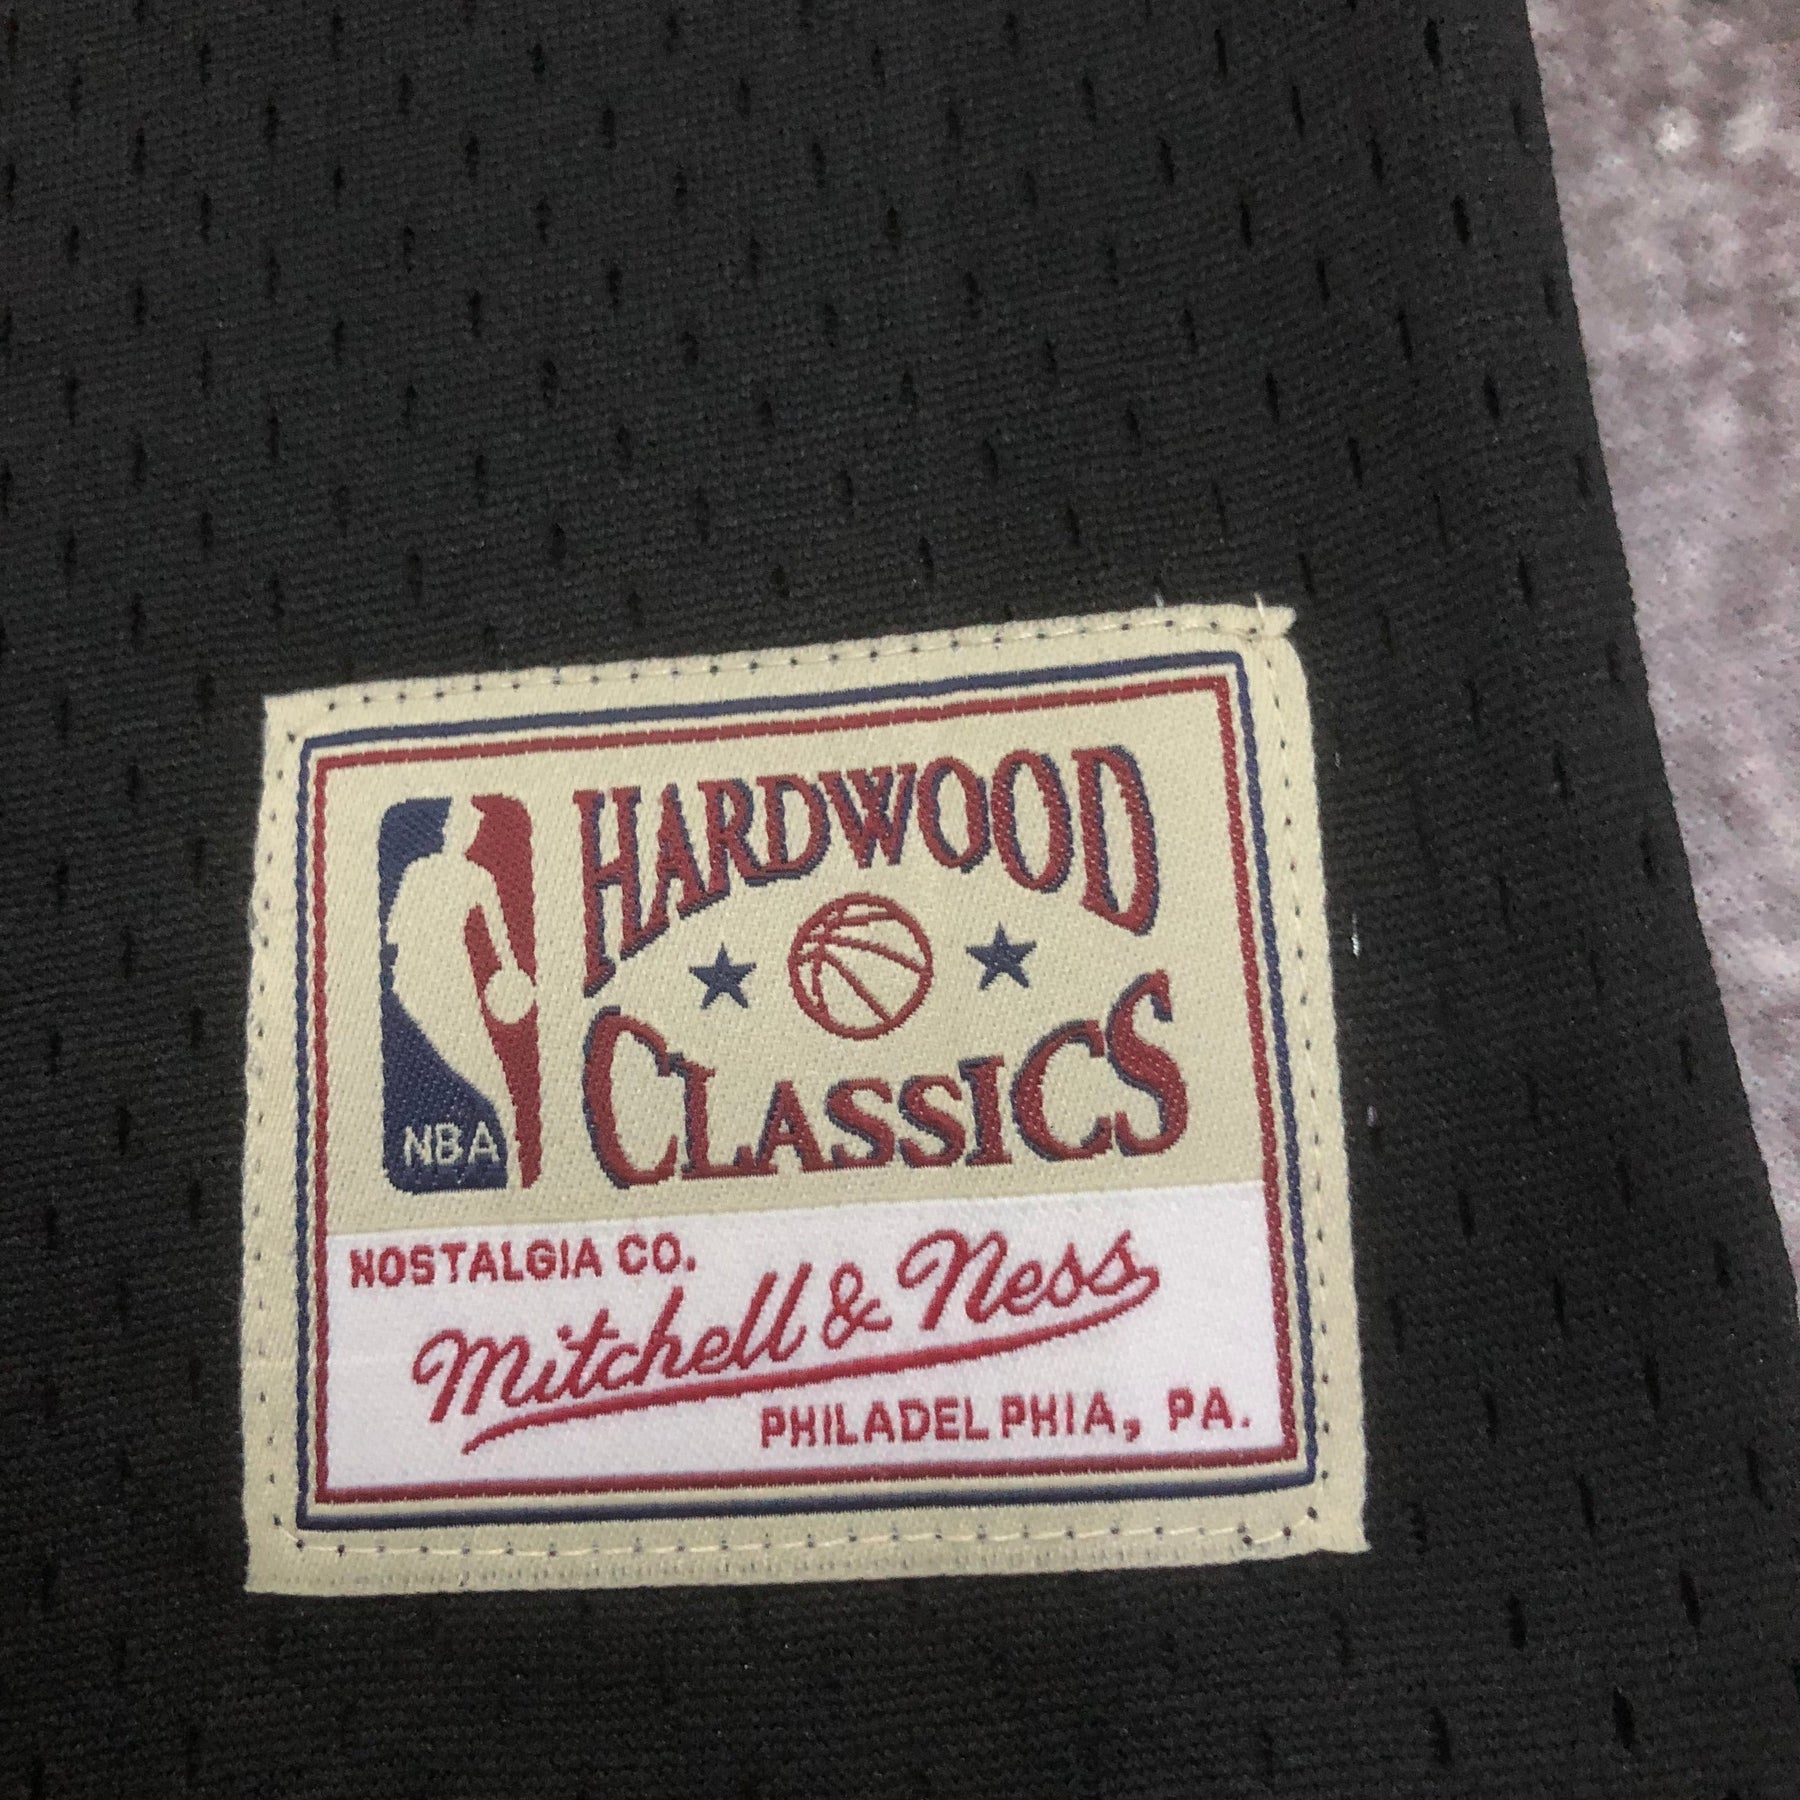 HARDWOOD
CLASSICS
NBA
NOSTALGIA CO.
Mitchell & Ness
PHILADELPHIA, PA.